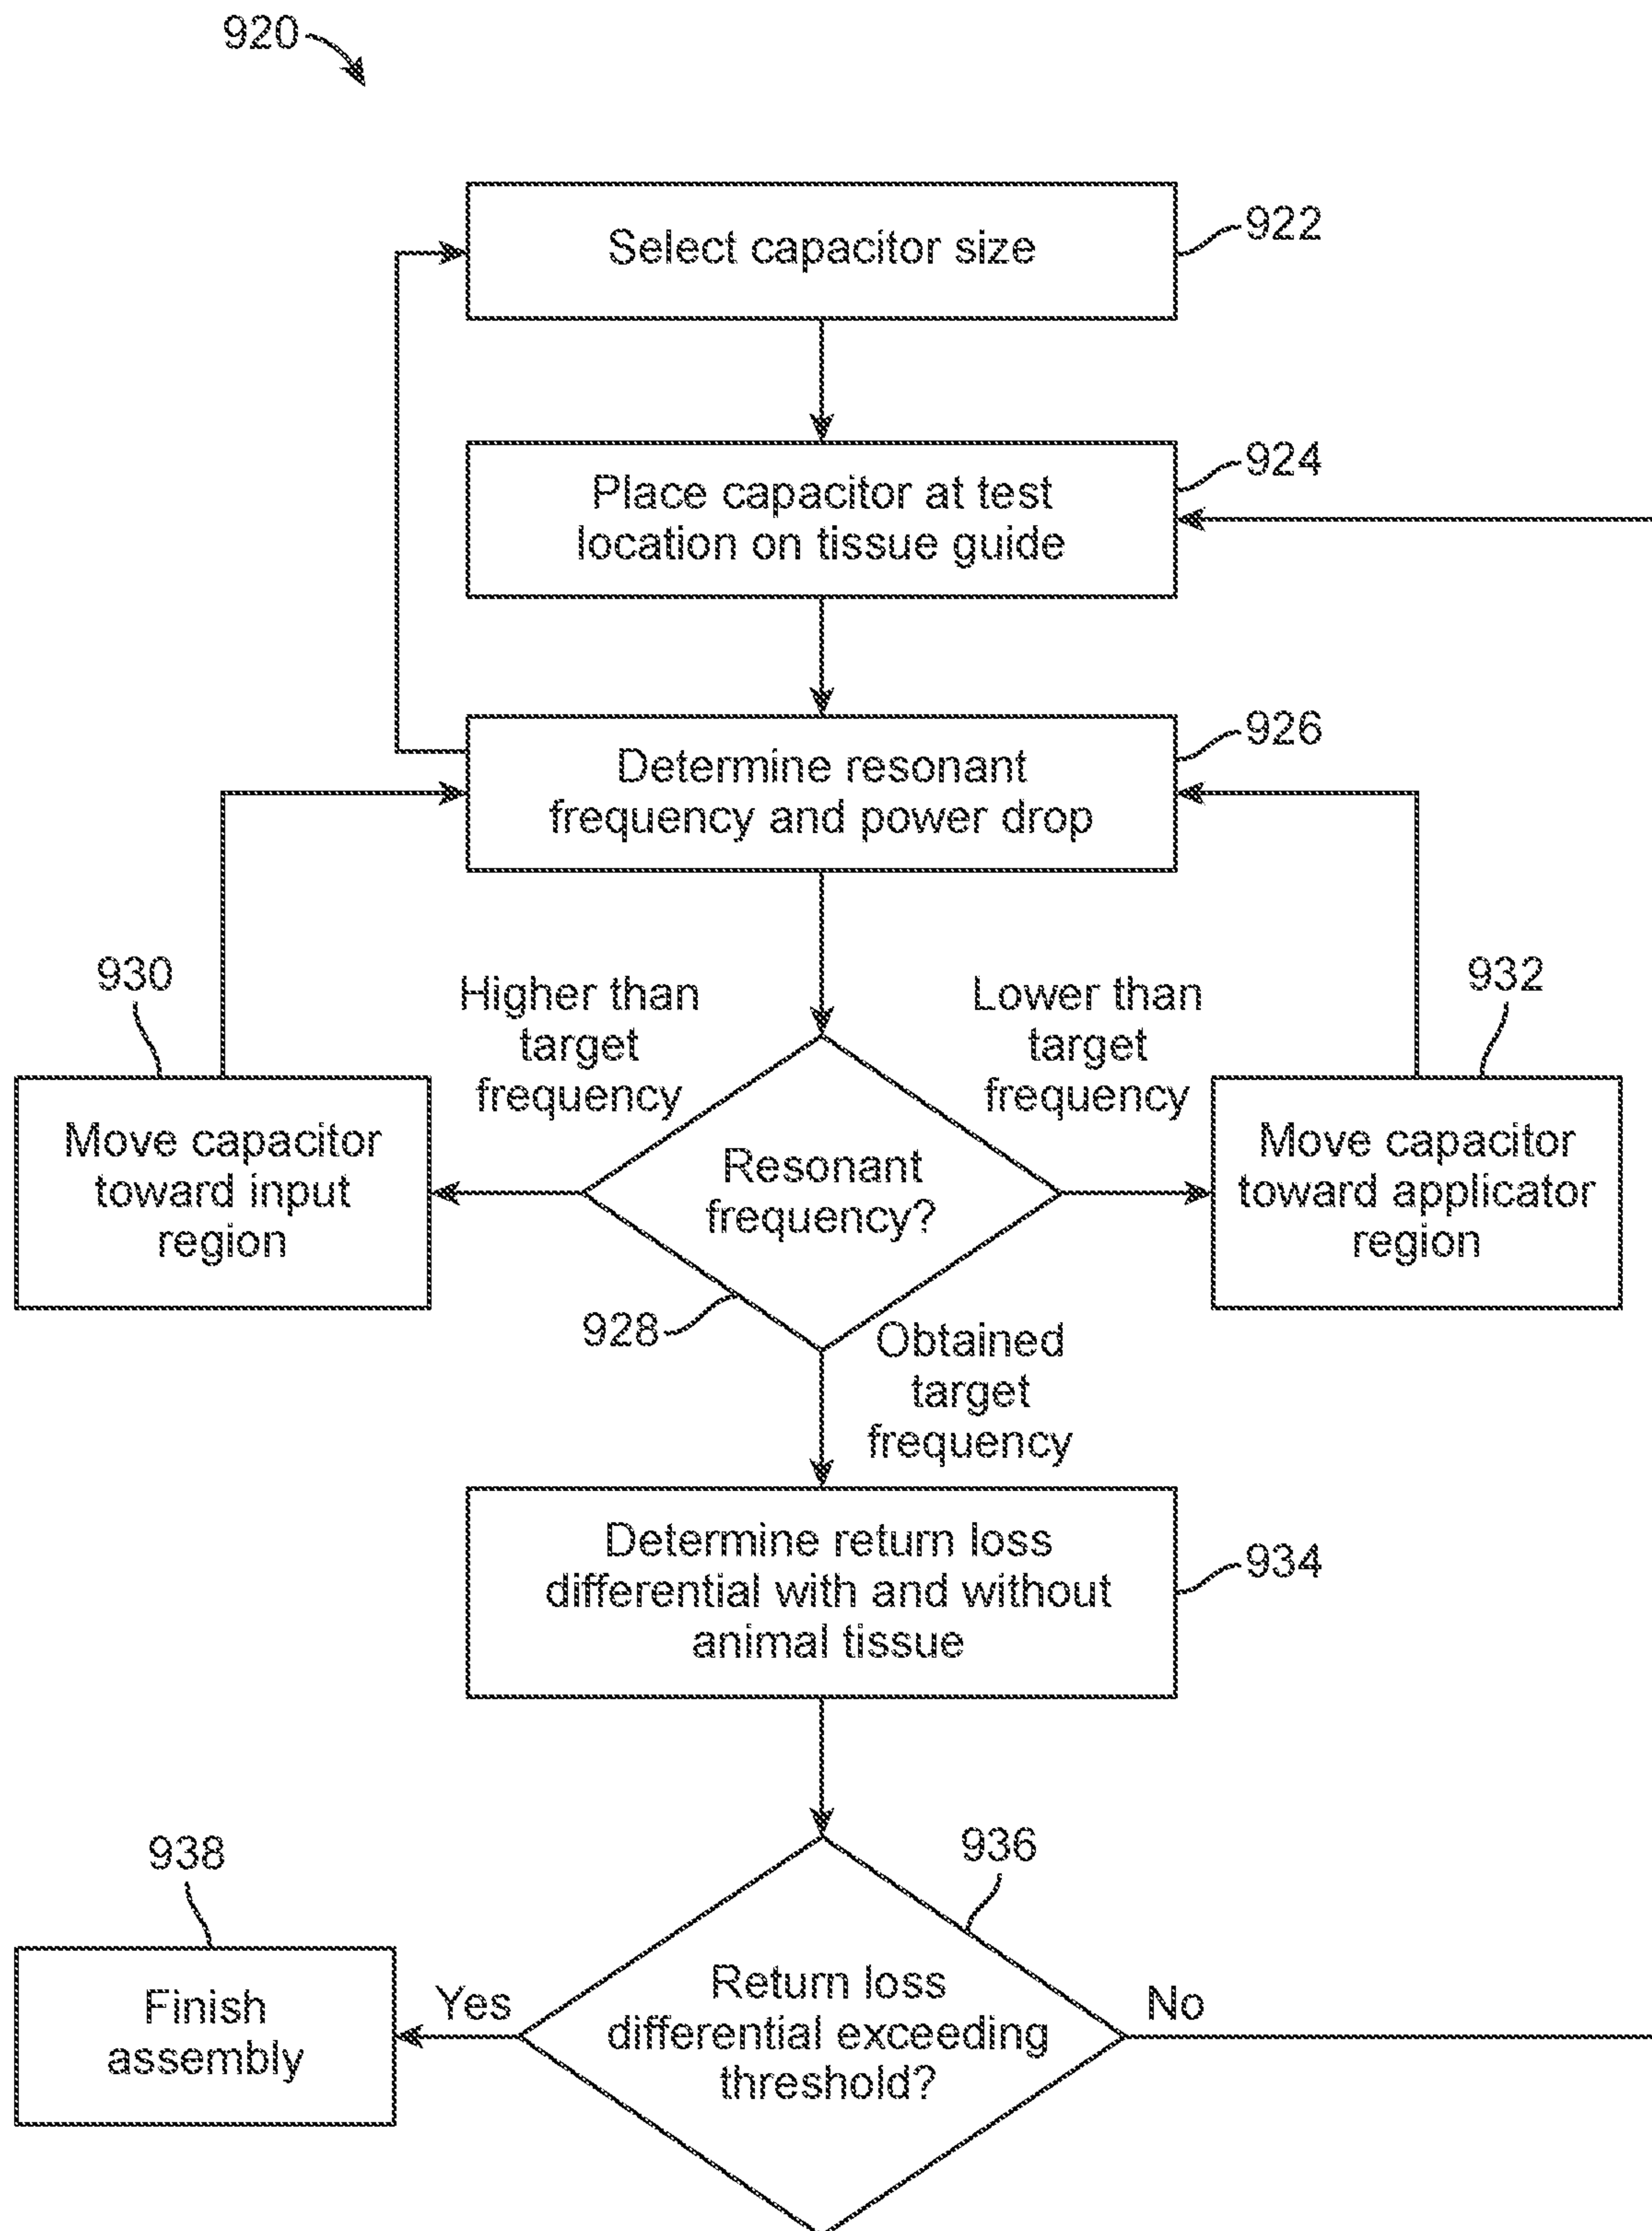 920
Select capacitor size
922
Place capacitor at test
location on tissue guide
924
Determine resonant
frequency and power drop
926
930
Higher than
target
frequency
Lower than
target
frequency
932
Move capacitor
toward input
region
Resonant
frequency?
Move capacitor
toward applicator
region
928
Obtained
target
frequency
Determine return loss
differential with and without
animal tissue
934
938
936
Finish
assembly
Yes
Return loss
differential exceeding
threshold?
No